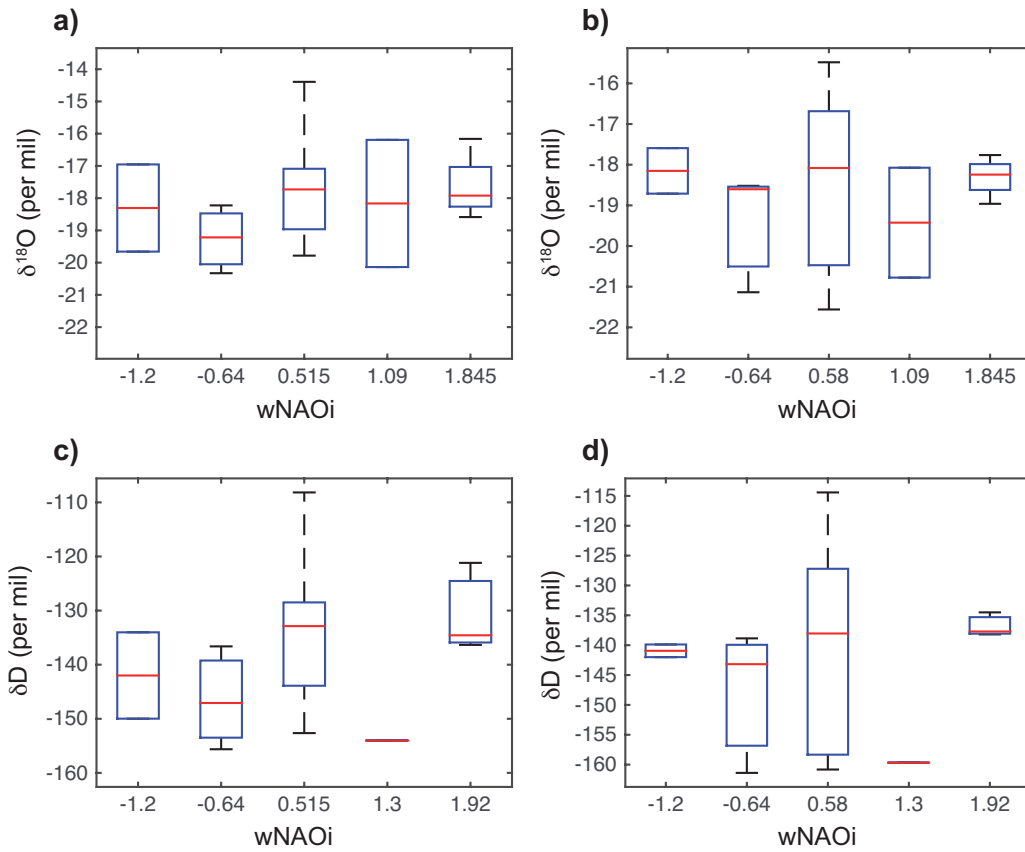 a)
-14
-15
-16
-17
-18
-19
-20
-21
-22
δ18O (per mil)
-1.2 -0.64 0.515 1.09 1.845
wNAOi
b)
-16
-17
-18
-19
-20
-21
-22
δ18O (per mil)
-1.2 -0.64 0.58 1.09 1.845
wNAOi
c)
-110
-120
-130
-140
-150
-160
δD (per mil)
-1.2 -0.64 0.515 1.3 1.92
wNAOi
d)
-115
-120
-125
-130
-135
-140
-145
-150
-155
-160
δD (per mil)
-1.2 -0.64 0.58 1.3 1.92
wNAOi